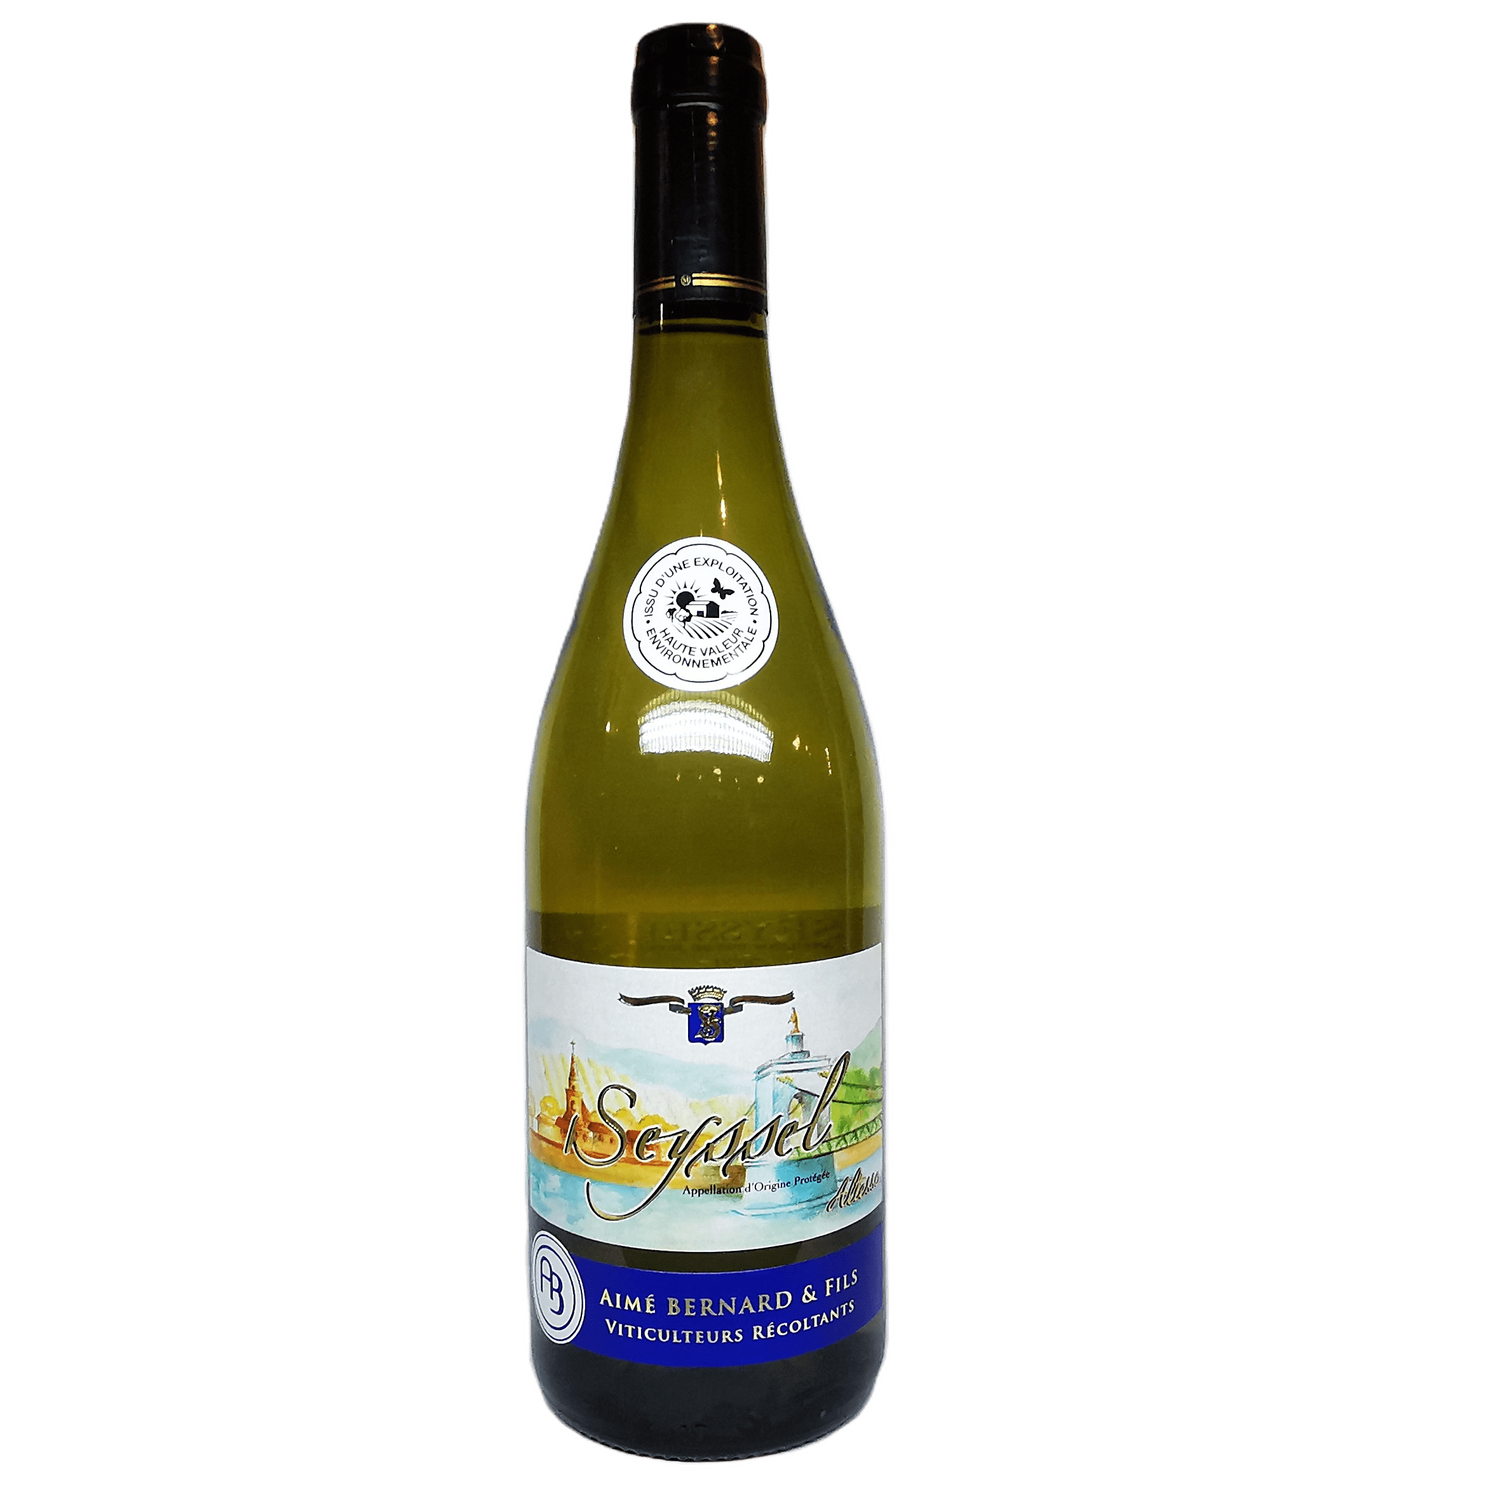 ISSU D'UNE EXPLOITATION
HAUTE VALEUR
ENVIRONNEMENTALE
Seyssel
Appellation d'Origine Protégée
Altesse
AB
AIMÉ BERNARD & FILS
VITICULTEURS RÉCOLTANTS